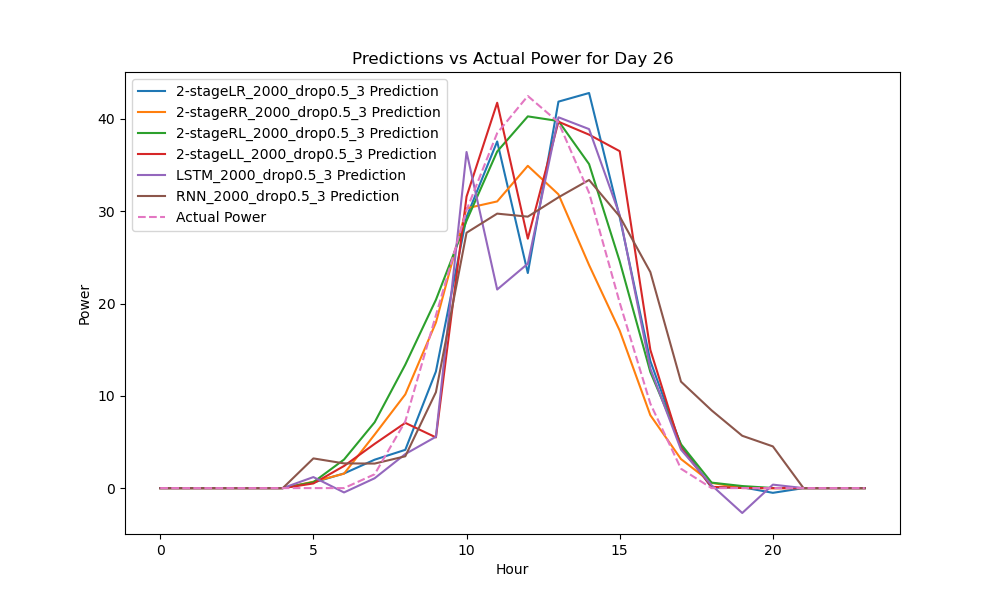 Predictions vs Actual Power for Day 26
2-stageLR_2000_drop0.5_3 Prediction
2-stageRR_2000_drop0.5_3 Prediction
2-stageRL_2000_drop0.5_3 Prediction
2-stageLL_2000_drop0.5_3 Prediction
LSTM_2000_drop0.5_3 Prediction
RNN_2000_drop0.5_3 Prediction
Actual Power
40
30
20
10
0
Power
0 5 10 15 20
Hour